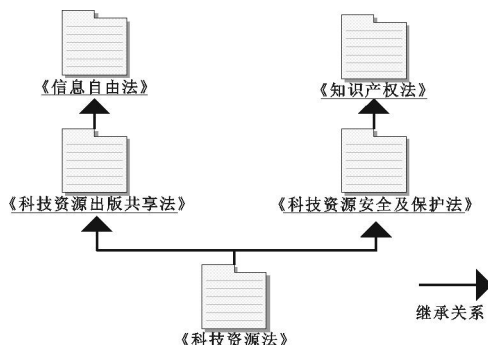 《信息自由法》
《知识产权法》
《科技资源出版共享法》
《科技资源安全及保护法》
继承关系
《科技资源法》